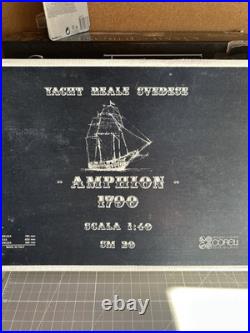 YACHT REALE SVEDESE
- AMPHION -
1790
SCALA 1:40
SM 20
COREL